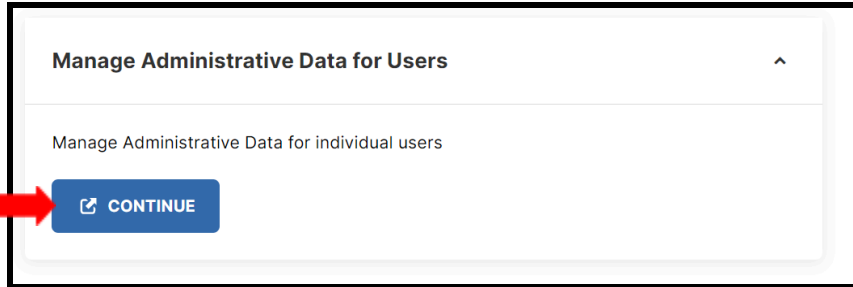 Manage Administrative Data for Users
Manage Administrative Data for individual users
CONTINUE